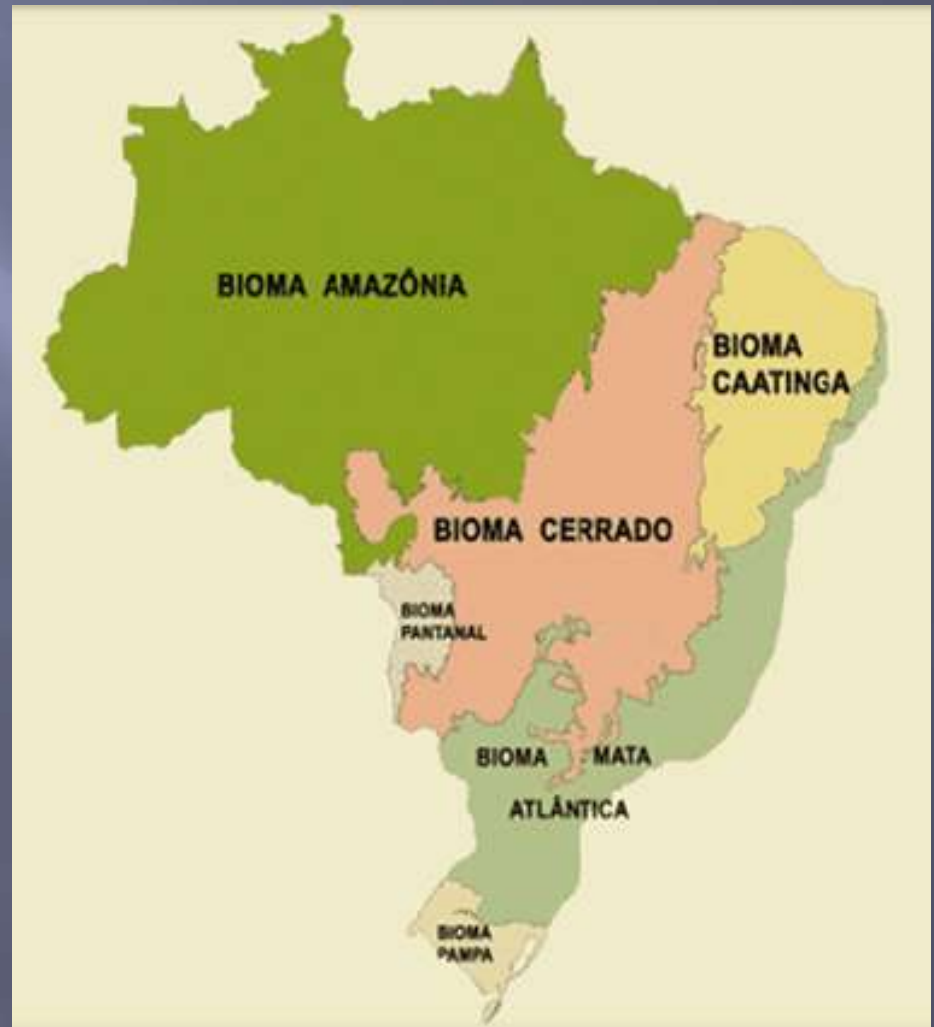 BIOMA AMAZÔNIA
BIOMA
CAATINGA
BIOMA CERRADO
BIOMA
PANTANAL
BIOMA MATA
ATLÂNTICA
BIOMA
PAMPA